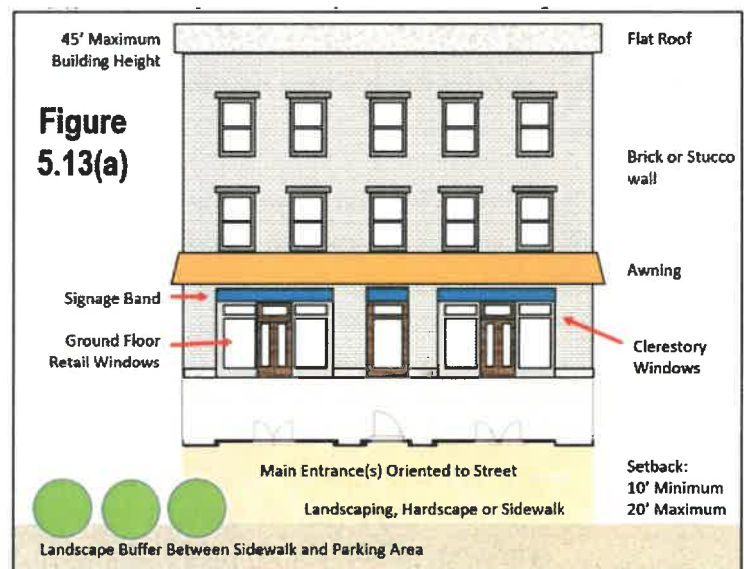 45' Maximum
Building Height
Flat Roof
Figure
5.13(a)
Brick or Stucco
wall
Awning
Signage Band
Ground Floor
Retail Windows
Clerestory
Windows
Main Entrance(s) Oriented to Street
Setback:
10' Minimum
20' Maximum
Landscaping, Hardscape or Sidewalk
Landscape Buffer Between Sidewalk and Parking Area